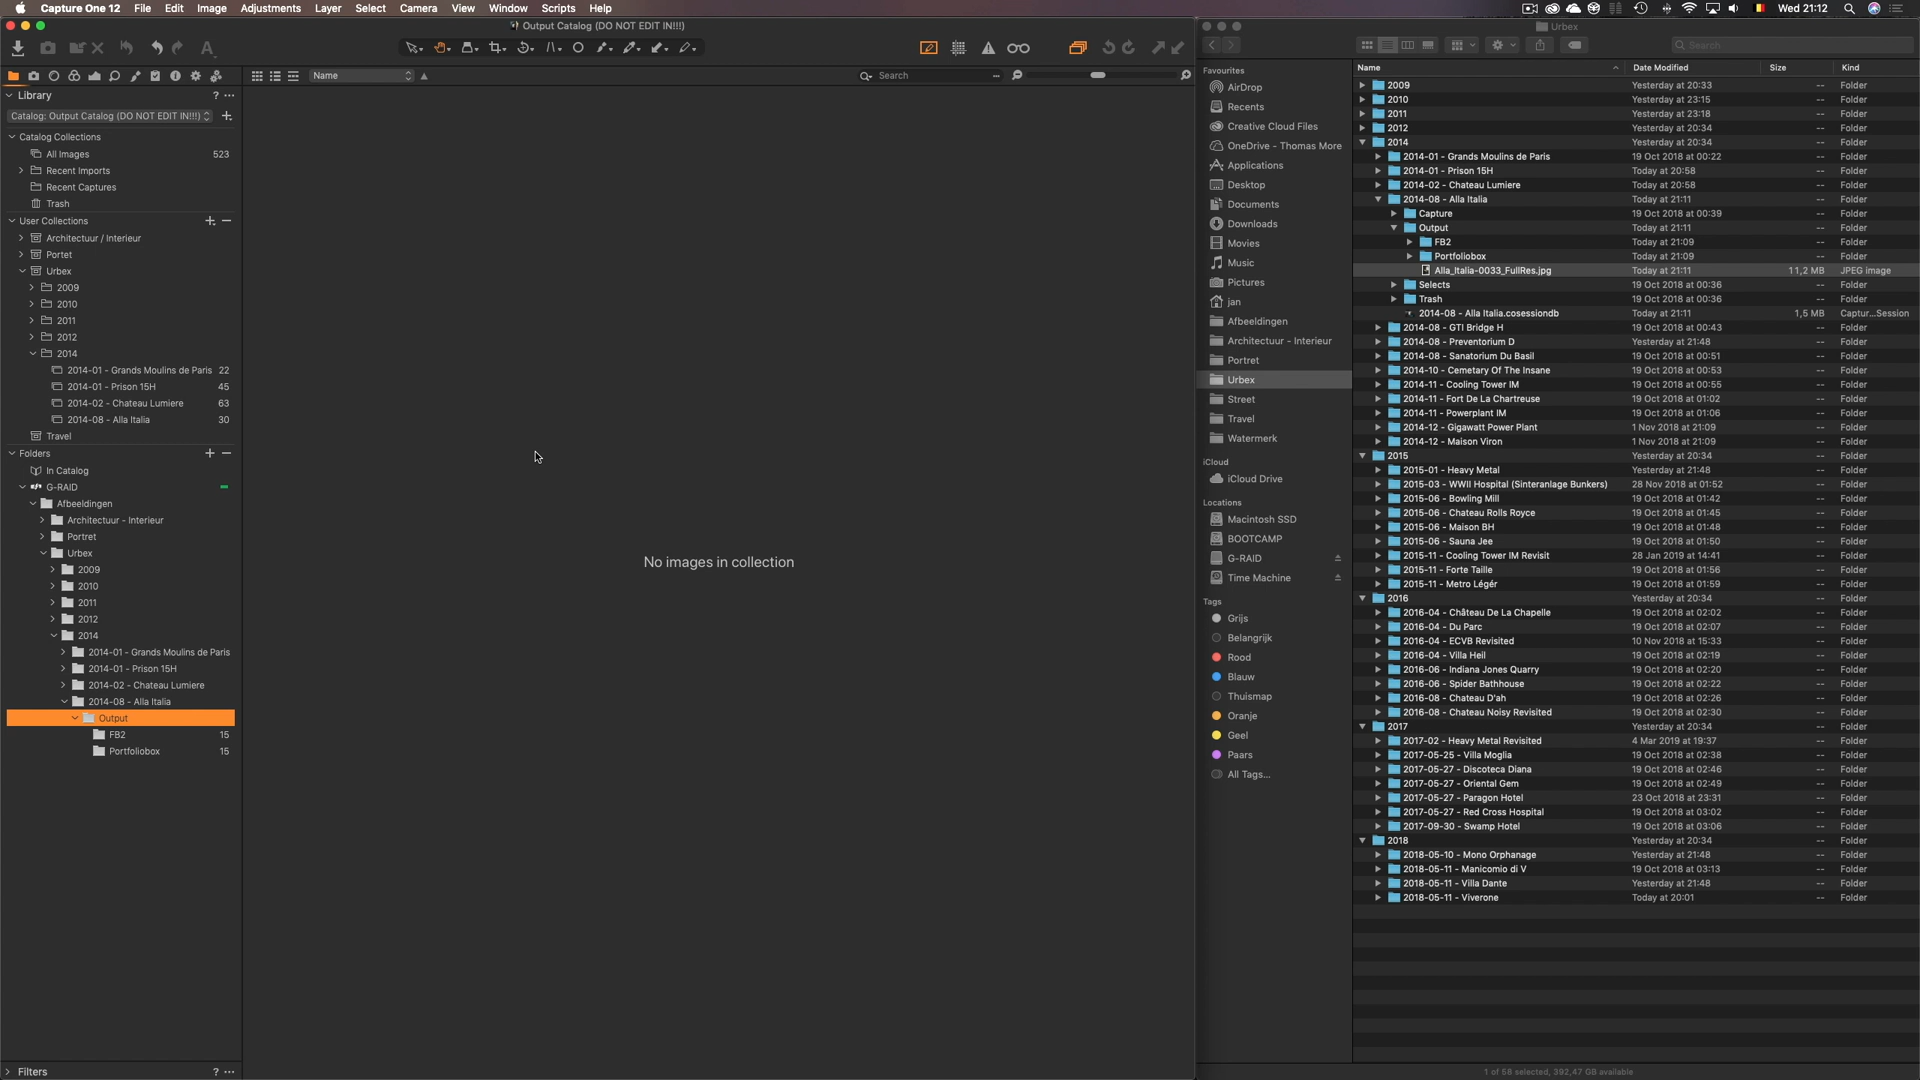 Capture One 12 File Edit Image Adjustments Layer Select Camera View Window Scripts Help Wed 21:12
Output Catalog (DO NOT EDIT IN!!!)
Name
Search
Library ? ...
Catalog: Output Catalog (DO NOT EDIT IN!!!)
Catalog Collections
All Images 523
Recent Imports
Recent Captures
Trash
User Collections
Architectuur / Interieur
Portet
Urbex
2009
2010
2011
2012
2014
2014-01 - Grands Moulins de Paris 22
2014-01 - Prison 15H 45
2014-02 - Chateau Lumiere 63
2014-08 - Alla Italia 30
Travel
Folders
In Catalog
G-RAID
Afbeeldingen
Architectuur - Interieur
Portret
Urbex
2009
2010
2011
2012
2014
2014-01 - Grands Moulins de Paris
2014-01 - Prison 15H
2014-02 - Chateau Lumiere
2014-08 - Alla Italia
Output
FB2 15
Portfoliobox 15
Filters ? ...
No images in collection
Urbex
Search
Favourites
AirDrop
Recents
Creative Cloud Files
OneDrive - Thomas More
Applications
Desktop
Documents
Downloads
Movies
Music
Pictures
jan
Afbeeldingen
Architectuur - Interieur
Portret
Urbex
Street
Travel
Watermerk
iCloud
iCloud Drive
Locations
Macintosh SSD
BOOTCAMP
G-RAID
Time Machine
Tags
Grijs
Belangrijk
Rood
Blauw
Thuismap
Oranje
Geel
Paars
All Tags...
Name Date Modified Size Kind
2009 Yesterday at 20:33 -- Folder
2010 Yesterday at 23:15 -- Folder
2011 Yesterday at 23:18 -- Folder
2012 Yesterday at 20:34 -- Folder
2014 Yesterday at 20:34 -- Folder
2014-01 - Grands Moulins de Paris 19 Oct 2018 at 00:22 -- Folder
2014-01 - Prison 15H Today at 20:58 -- Folder
2014-02 - Chateau Lumiere Today at 20:58 -- Folder
2014-08 - Alla Italia Today at 21:11 -- Folder
Capture 19 Oct 2018 at 00:39 -- Folder
Output Today at 21:11 -- Folder
FB2 Today at 21:09 -- Folder
Portfoliobox Today at 21:09 -- Folder
Alla_Italia-0033_FullRes.jpg Today at 21:11 11,2 MB JPEG image
Selects 19 Oct 2018 at 00:36 -- Folder
Trash 19 Oct 2018 at 00:36 -- Folder
2014-08 - Alla Italia.cosessiondb Today at 21:11 1,5 MB Captur...Session
2014-08 - GTI Bridge H 19 Oct 2018 at 00:43 -- Folder
2014-08 - Preventorium D Yesterday at 21:48 -- Folder
2014-08 - Sanatorium Du Basil 19 Oct 2018 at 00:51 -- Folder
2014-10 - Cemetary Of The Insane 19 Oct 2018 at 00:53 -- Folder
2014-11 - Cooling Tower IM 19 Oct 2018 at 00:55 -- Folder
2014-11 - Fort De La Chartreuse 19 Oct 2018 at 01:02 -- Folder
2014-11 - Powerplant IM 19 Oct 2018 at 01:06 -- Folder
2014-12 - Gigawatt Power Plant 1 Nov 2018 at 21:09 -- Folder
2014-12 - Maison Viron 1 Nov 2018 at 21:09 -- Folder
2015 Yesterday at 20:34 -- Folder
2015-01 - Heavy Metal Yesterday at 21:48 -- Folder
2015-03 - WWII Hospital (Sinteranlage Bunkers) 28 Nov 2018 at 01:52 -- Folder
2015-06 - Bowling Mill 19 Oct 2018 at 01:42 -- Folder
2015-06 - Chateau Rolls Royce 19 Oct 2018 at 01:45 -- Folder
2015-06 - Maison BH 19 Oct 2018 at 01:48 -- Folder
2015-06 - Sauna Jee 19 Oct 2018 at 01:50 -- Folder
2015-11 - Cooling Tower IM Revisit 28 Jan 2019 at 14:41 -- Folder
2015-11 - Forte Taille 19 Oct 2018 at 01:56 -- Folder
2015-11 - Metro Légér 19 Oct 2018 at 01:59 -- Folder
2016 Yesterday at 20:34 -- Folder
2016-04 - Château De La Chapelle 19 Oct 2018 at 02:02 -- Folder
2016-04 - Du Parc 19 Oct 2018 at 02:07 -- Folder
2016-04 - ECVB Revisited 10 Nov 2018 at 15:33 -- Folder
2016-04 - Villa Heil 19 Oct 2018 at 02:19 -- Folder
2016-06 - Indiana Jones Quarry 19 Oct 2018 at 02:20 -- Folder
2016-06 - Spider Bathhouse 19 Oct 2018 at 02:22 -- Folder
2016-08 - Chateau D'ah 19 Oct 2018 at 02:26 -- Folder
2016-08 - Chateau Noisy Revisited 19 Oct 2018 at 02:30 -- Folder
2017 Yesterday at 20:34 -- Folder
2017-02 - Heavy Metal Revisited 4 Mar 2019 at 19:37 -- Folder
2017-05-25 - Villa Moglia 19 Oct 2018 at 02:38 -- Folder
2017-05-27 - Discoteca Diana 19 Oct 2018 at 02:46 -- Folder
2017-05-27 - Oriental Gem 19 Oct 2018 at 02:49 -- Folder
2017-05-27 - Paragon Hotel 23 Oct 2018 at 23:31 -- Folder
2017-05-27 - Red Cross Hospital 19 Oct 2018 at 03:02 -- Folder
2017-09-30 - Swamp Hotel 19 Oct 2018 at 03:06 -- Folder
2018 Yesterday at 20:34 -- Folder
2018-05-10 - Mono Orphanage Yesterday at 21:48 -- Folder
2018-05-11 - Manicomio di V 19 Oct 2018 at 03:13 -- Folder
2018-05-11 - Villa Dante Yesterday at 21:48 -- Folder
2018-05-11 - Viverone Today at 20:01 -- Folder
1 of 58 selected, 392,47 GB available